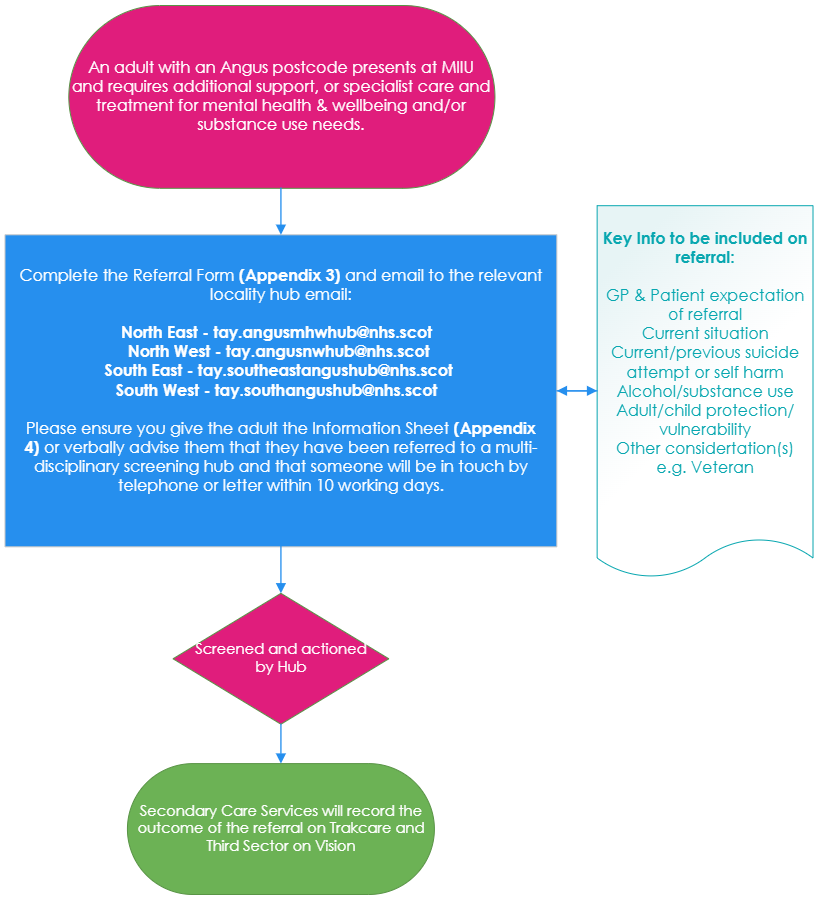 An adult with an Angus postcode presents at MIIU
and requires additional support, or specialist care and
treatment for mental health & wellbeing and/or
substance use needs.
Complete the Referral Form (Appendix 3) and email to the relevant
locality hub email:
North East - tay.angusmhwhub@nhs.scot
North West - tay.angusnwhub@nhs.scot
South East - tay.southeastangushub@nhs.scot
South West - tay.southangushub@nhs.scot
Please ensure you give the adult the Information Sheet (Appendix
4) or verbally advise them that they have been referred to a multi-
disciplinary screening hub and that someone will be in touch by
telephone or letter within 10 working days.
Key Info to be included on
referral:
GP & Patient expectation
of referral
Current situation
Current/previous suicide
attempt or self harm
Alcohol/substance use
Adult/child protection/
vulnerability
Other considertation(s)
e.g. Veteran
Screened and actioned
by Hub
Secondary Care Services will record the
outcome of the referral on Trakcare and
Third Sector on Vision